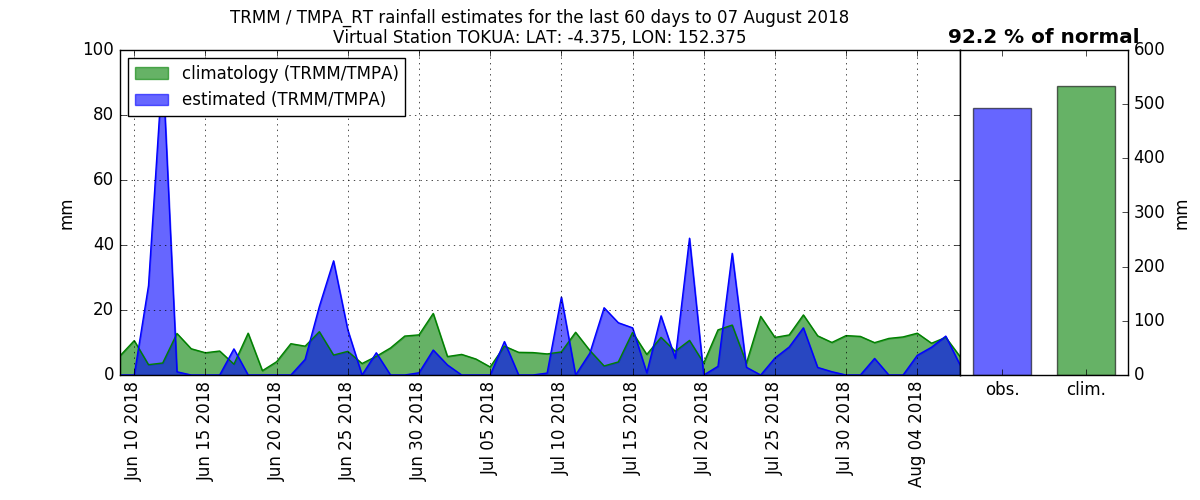 TRMM / TMPA_RT rainfall estimates for the last 60 days to 07 August 2018
Virtual Station TOKUA: LAT: -4.375, LON: 152.375
92.2 % of normal
climatology (TRMM/TMPA)
estimated (TRMM/TMPA)
100
80
60
40
20
0
mm
Jun 10 2018
Jun 15 2018
Jun 20 2018
Jun 25 2018
Jun 30 2018
Jul 05 2018
Jul 10 2018
Jul 15 2018
Jul 20 2018
Jul 25 2018
Jul 30 2018
Aug 04 2018
obs.
clim.
600
500
400
300
200
100
0
mm